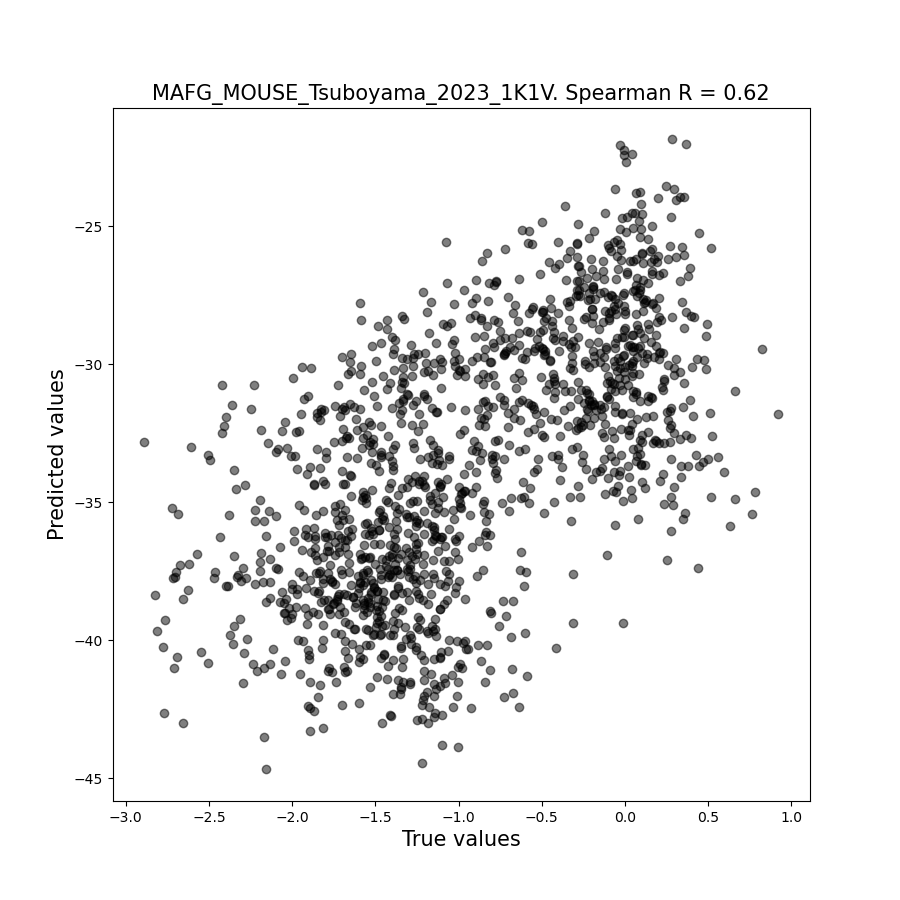 MAFG_MOUSE_Tsuboyama_2023_1K1V. Spearman R = 0.62
Predicted values
−25
−30
−35
−40
−45
−3.0 −2.5 −2.0 −1.5 −1.0 −0.5 0.0 0.5 1.0
True values